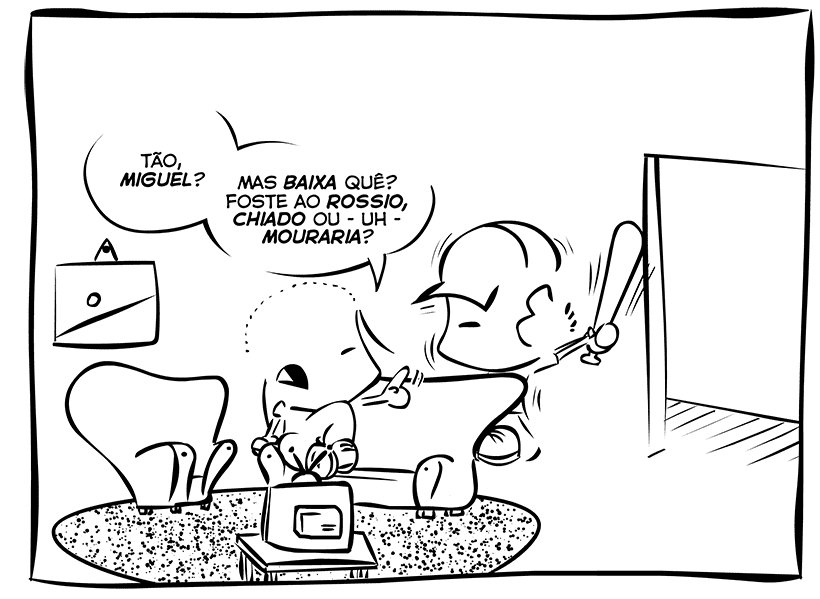 TÃO,
MIGUEL?
MAS BAIXA QUÊ?
FOSTE AO ROSSIO,
CHIADO OU - UH -
MOURARIA?